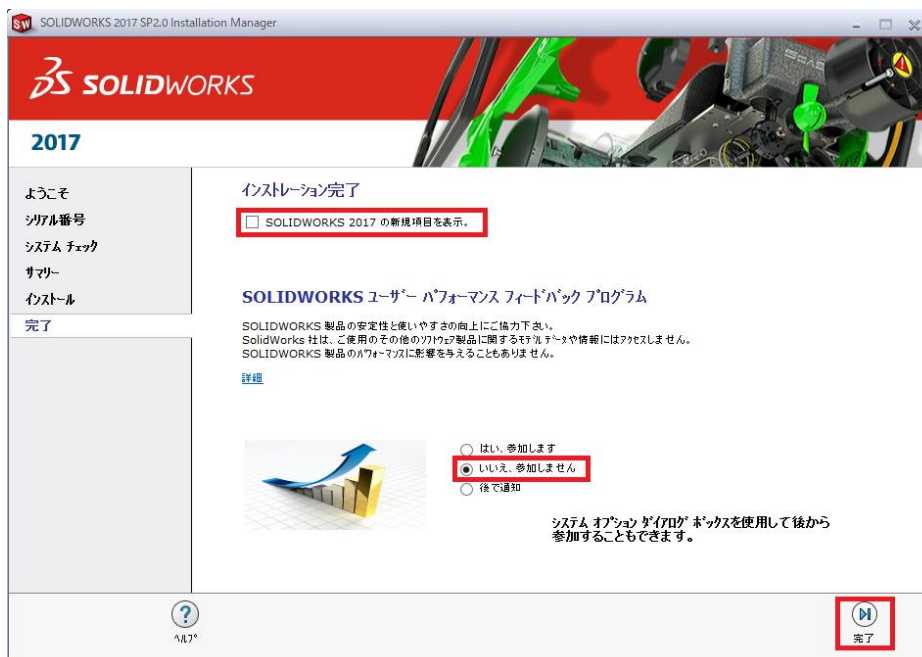 SOLIDWORKS 2017 SP2.0 Installation Manager
SOLIDWORKS
2017
ようこそ
シリアル番号
システム チェック
サマリー
インストール
完了
インストレーション完了
SOLIDWORKS 2017 の新規項目を表示。
SOLIDWORKS ユーザー パフォーマンス フィードバック プログラム
SOLIDWORKS 製品の安定性と使いやすさの向上にご協力下さい。
SolidWorks 社は、ご使用のその他のソフトウェア製品に関するモデル データや情報にはアクセスしません。
SOLIDWORKS 製品のパフォーマンスに影響を与えることもありません。
詳細
はい、参加します
いいえ、参加しません
後で通知
システム オプション ダイアログ ボックスを使用して後から
参加することもできます。
ヘルプ
完了